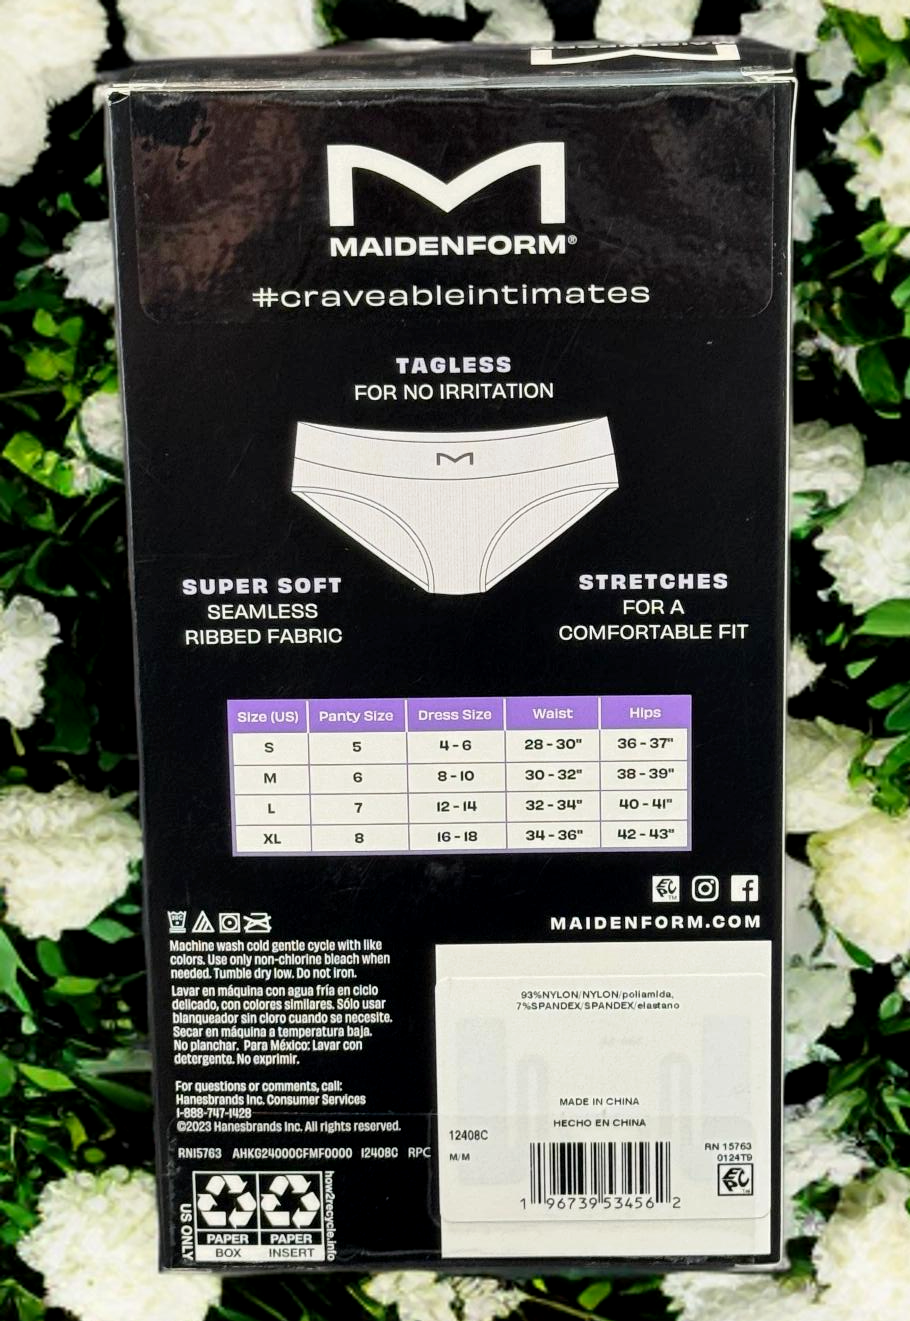 MAIDENFORM®
#craveableintimates
TAGLESS
FOR NO IRRITATION
SUPER SOFT
SEAMLESS
RIBBED FABRIC
STRETCHES
FOR A
COMFORTABLE FIT
Size (US) Panty Size Dress Size Waist Hips
S 5 4-6 28-30" 36-37"
M 6 8-10 30-32" 38-39"
L 7 12-14 32-34" 40-41"
XL 8 16-18 34-36" 42-43"
MAIDENFORM.COM
Machine wash cold gentle cycle with like
colors. Use only non-chlorine bleach when
needed. Tumble dry low. Do not iron.
Lavar en máquina con agua fría en ciclo
delicado, con colores similares. Sólo usar
blanqueador sin cloro cuando se necesite.
Secar en máquina a temperatura baja.
No planchar. Para México: Lavar con
detergente. No exprimir.
For questions or comments, call:
Hanesbrands Inc. Consumer Services
1-888-747-1428
©2023 Hanesbrands Inc. All rights reserved.
RN15763 AHKG24000CFMF0000 12408C RPC
US ONLY
PAPER
BOX
PAPER
INSERT
how2recycle.info
93%NYLON/NYLON/poliamida,
7%SPANDEX/SPANDEX/elastano
MADE IN CHINA
HECHO EN CHINA
12408C
M/M
RN 15763
0124T9
1 96739 53456 2